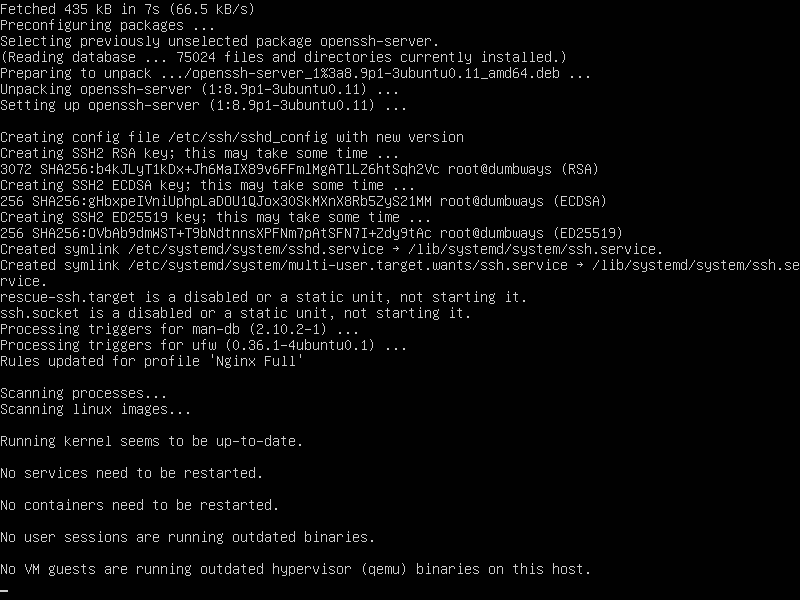 Fetched 435 kB in 7s (66.5 kB/s)
Preconfiguring packages ...
Selecting previously unselected package openssh-server.
(Reading database ... 75024 files and directories currently installed.)
Preparing to unpack .../openssh-server_1%3a8.9p1-3ubuntu0.11_amd64.deb ...
Unpacking openssh-server (1:8.9p1-3ubuntu0.11) ...
Setting up openssh-server (1:8.9p1-3ubuntu0.11) ...
Creating config file /etc/ssh/sshd_config with new version
Creating SSH2 RSA key; this may take some time ...
3072 SHA256:b4kJLyT1kDx+Jh6MaIX89v6FFmlMgATlLZ6htSqh2Vc root@dumbways (RSA)
Creating SSH2 ECDSA key; this may take some time ...
256 SHA256:gHbxpeIVniUphpLaDOU1QJox30SkMXnX8Rb5ZyS21MM root@dumbways (ECDSA)
Creating SSH2 ED25519 key; this may take some time ...
256 SHA256:OVbAb9dmWST+T9bNdtnnsXPFNm7pAtSFN7I+Zdy9tAc root@dumbways (ED25519)
Created symlink /etc/systemd/system/sshd.service → /lib/systemd/system/ssh.service.
Created symlink /etc/systemd/system/multi-user.target.wants/ssh.service → /lib/systemd/system/ssh.se
rvice.
rescue-ssh.target is a disabled or a static unit, not starting it.
ssh.socket is a disabled or a static unit, not starting it.
Processing triggers for man-db (2.10.2-1) ...
Processing triggers for ufw (0.36.1-4ubuntu0.1) ...
Rules updated for profile 'Nginx Full'
Scanning processes...
Scanning linux images...
Running kernel seems to be up-to-date.
No services need to be restarted.
No containers need to be restarted.
No user sessions are running outdated binaries.
No VM guests are running outdated hypervisor (qemu) binaries on this host.